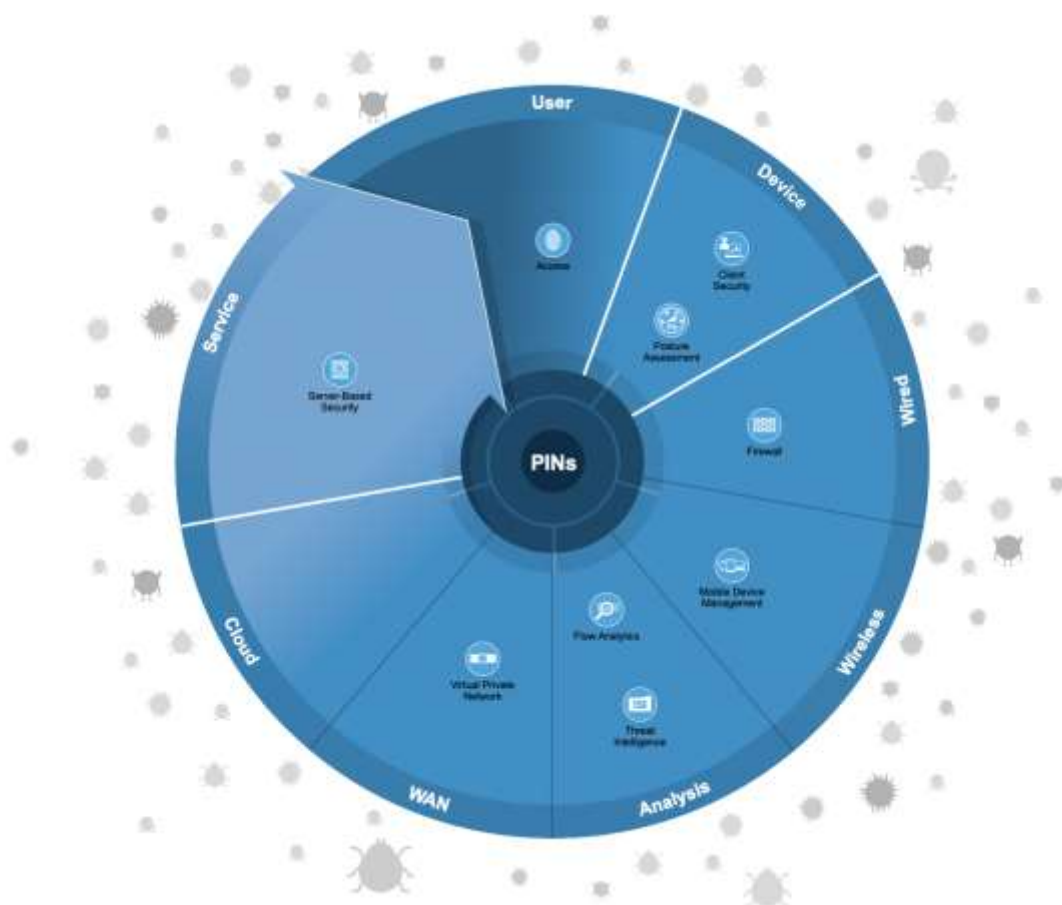 User
Device
Access
Client
Security
Posture
Assessment
Service
Server-Based
Security
Wired
Firewall
PINs
Mobile Device
Management
Flow Analytics
Virtual Private
Network
Threat
Intelligence
Cloud
Wireless
WAN
Analysis